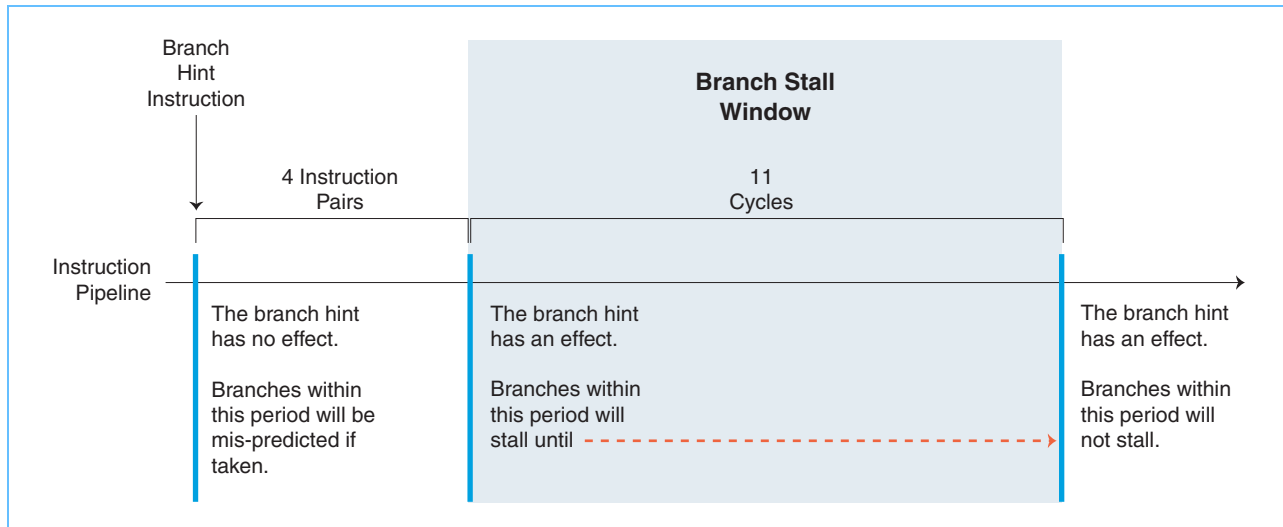 Branch
Hint
Instruction
Branch Stall
Window
4 Instruction
Pairs
11
Cycles
Instruction
Pipeline
The branch hint
has no effect.
Branches within
this period will be
mis-predicted if
taken.
The branch hint
has an effect.
Branches within
this period will
stall until
The branch hint
has an effect.
Branches within
this period will
not stall.